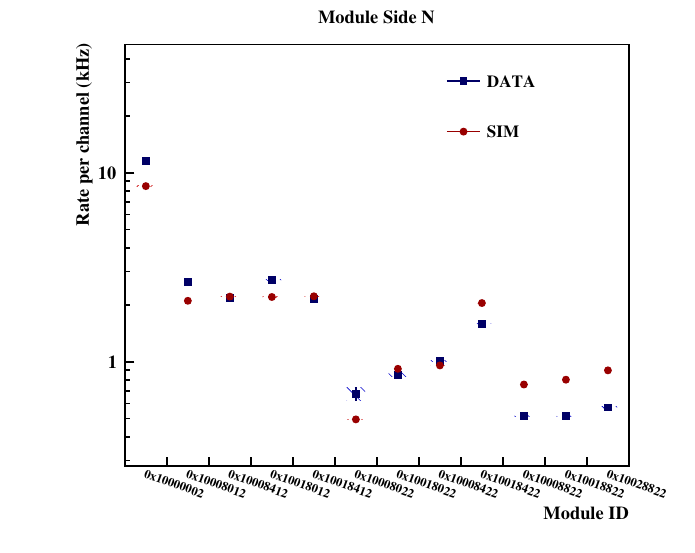 Module Side N
Rate per channel (kHz)
DATA
SIM
10
1
0x10000002
0x10008012
0x10008412
0x10018012
0x10018412
0x10008022
0x10018022
0x10008422
0x10018422
0x10008822
0x10018822
0x10028822
Module ID